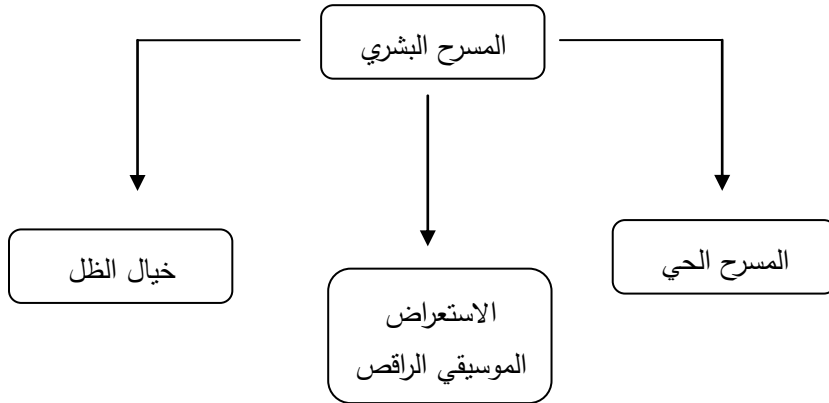 المسرح البشري
المسرح الحي
خيال الظل
الاستعراض
الموسيقي الراقص